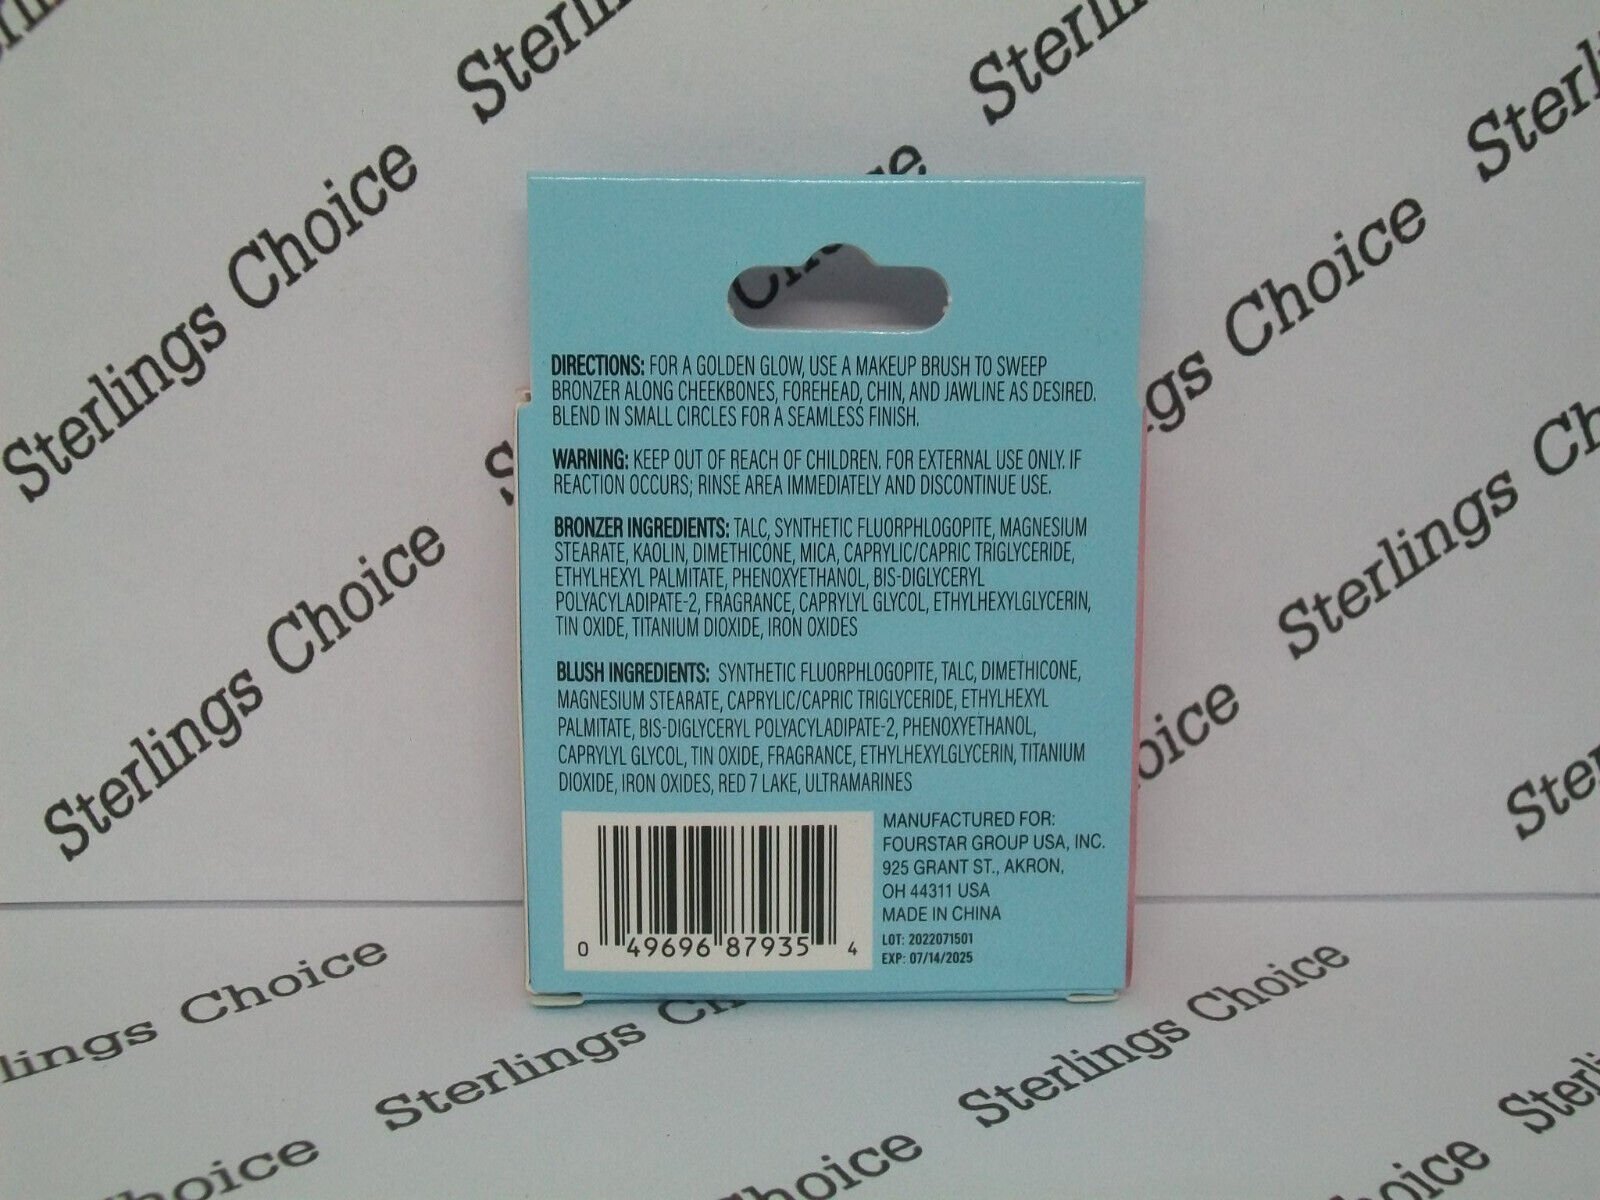 Sterlings
Sterlings
Sterlings
Sterlings Choice
Sterlings Choice
Sterlings Choice
Sterlings Choice
DIRECTIONS: FOR A GOLDEN GLOW, USE A MAKEUP BRUSH TO SWEEP
BRONZER ALONG CHEEKBONES, FOREHEAD, CHIN, AND JAWLINE AS DESIRED.
BLEND IN SMALL CIRCLES FOR A SEAMLESS FINISH.
WARNING: KEEP OUT OF REACH OF CHILDREN. FOR EXTERNAL USE ONLY. IF
REACTION OCCURS; RINSE AREA IMMEDIATELY AND DISCONTINUE USE.
BRONZER INGREDIENTS: TALC, SYNTHETIC FLUORPHLOGOPITE, MAGNESIUM
STEARATE, KAOLIN, DIMETHICONE, MICA, CAPRYLIC/CAPRIC TRIGLYCERIDE,
ETHYLHEXYL PALMITATE, PHENOXYETHANOL, BIS-DIGLYCERYL
POLYACYLADIPATE-2, FRAGRANCE, CAPRYLYL GLYCOL, ETHYLHEXYLGLYCERIN,
TIN OXIDE, TITANIUM DIOXIDE, IRON OXIDES
BLUSH INGREDIENTS: SYNTHETIC FLUORPHLOGOPITE, TALC, DIMETHICONE,
MAGNESIUM STEARATE, CAPRYLIC/CAPRIC TRIGLYCERIDE, ETHYLHEXYL
PALMITATE, BIS-DIGLYCERYL POLYACYLADIPATE-2, PHENOXYETHANOL,
CAPRYLYL GLYCOL, TIN OXIDE, FRAGRANCE, ETHYLHEXYLGLYCERIN, TITANIUM
DIOXIDE, IRON OXIDES, RED 7 LAKE, ULTRAMARINES
0 49696 87935 4
MANUFACTURED FOR:
FOURSTAR GROUP USA, INC.
925 GRANT ST., AKRON,
OH 44311 USA
MADE IN CHINA
LOT: 2022071501
EXP: 07/14/2025
lings Choice
Sterlings
Sterlings Choice
Choice